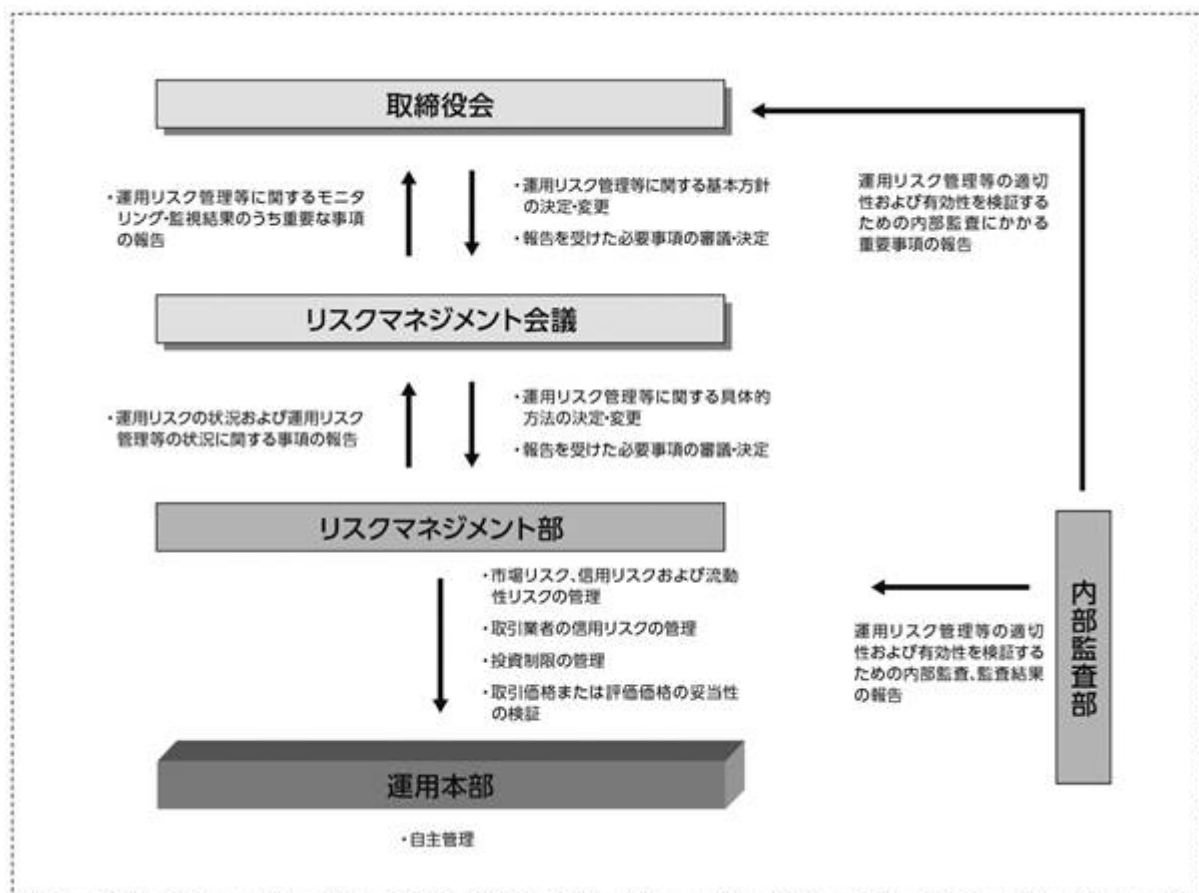 取締役会
・運用リスク管理等に関するモニタ
リング・監視結果のうち重要な事項
の報告
・運用リスク管理等に関する基本方針
の決定・変更
・報告を受けた必要事項の審議・決定
運用リスク管理等の適切
性および有効性を検証する
ための内部監査にかかる
重要事項の報告
リスクマネジメント会議
・運用リスクの状況および運用リスク
管理等の状況に関する事項の報告
・運用リスク管理等に関する具体的
方法の決定・変更
・報告を受けた必要事項の審議・決定
リスクマネジメント部
・市場リスク、信用リスクおよび流動
性リスクの管理
・取引業者の信用リスクの管理
・投資制限の管理
・取引価格または評価価格の妥当性
の検証
運用リスク管理等の適切
性および有効性を検証する
ための内部監査、監査結果
の報告
内部監査部
運用本部
・自主管理